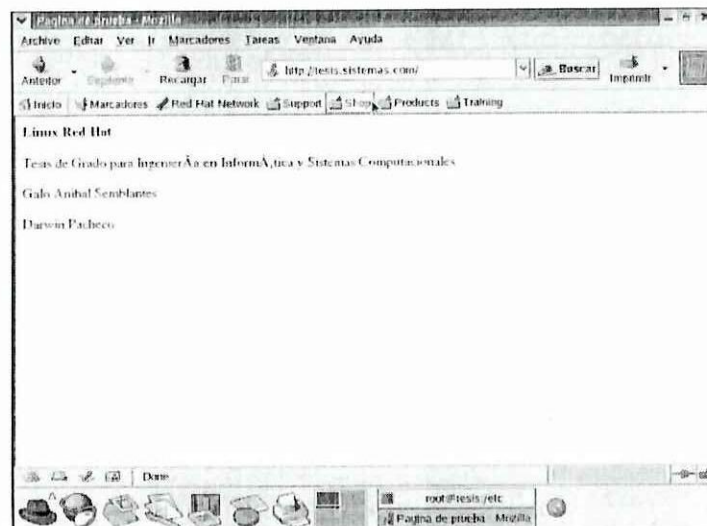 Pagina de prueba - Mozilla
Archivo Editar Ver Ir Marcadores Tareas Ventana Ayuda
Anterior Siguiente Recargar Parar http://tesis.sistemas.com/ Buscar Imprimir
Inicio Marcadores Red Hat Network Support Shop Products Training
Linux Red Hat
Tesis de Grado para IngenierÃa en InformÃ¡tica y Sistemas Computacionales
Galo Anibal Semblantes
Darwin Pacheco
Done
root@tesis:/etc
Pagina de prueba - Mozilla